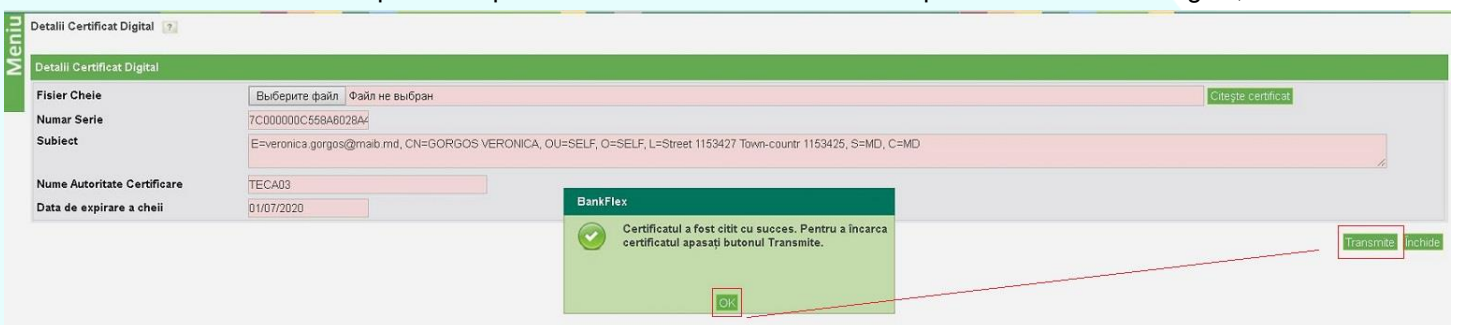 Meniu
Detalii Certificat Digital ?
Detalii Certificat Digital
Fisier Cheie Выберите файл Файл не выбран Citește certificat
Numar Serie 7C000000C558A6028A4
Subiect E=veronica.gorgos@maib.md, CN=GORGOS VERONICA, OU=SELF, O=SELF, L=Street 1153427 Town-countr 1153425, S=MD, C=MD
Nume Autoritate Certificare TECA03
Data de expirare a cheii 01/07/2020
BankFlex
Certificatul a fost citit cu succes. Pentru a încarca
certificatul apasați butonul Transmite.
Transmite Închide
OK